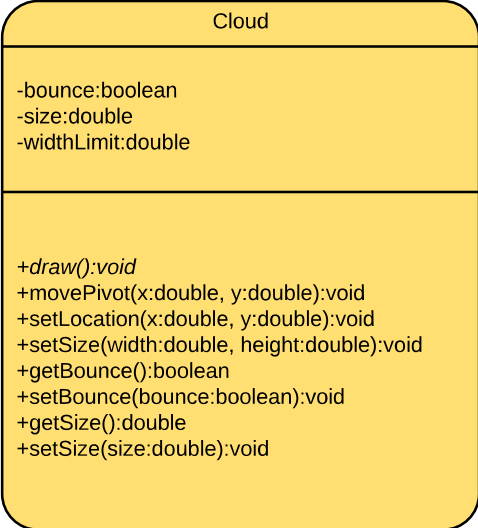 Cloud
-bounce:boolean
-size:double
-widthLimit:double
+draw():void
+movePivot(x:double, y:double):void
+setLocation(x:double, y:double):void
+setSize(width:double, height:double):void
+getBounce():boolean
+setBounce(bounce:boolean):void
+getSize():double
+setSize(size:double):void